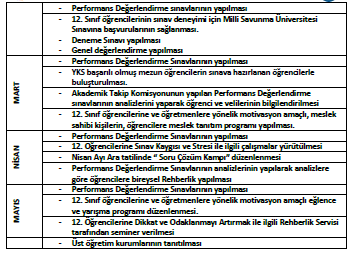 - Performans Değerlendirme sınavlarının yapılması
- 12. Sınıf öğrencilerinin sınav deneyimi için Milli Savunma Üniversitesi
Sınavına başvurularının sağlanması.
- Deneme Sınavı yapılması
- Genel değerlendirme yapılması
MART
- Performans Değerlendirme Sınavlarının yapılması
- YKS başarılı olmuş mezun öğrencilerin sınava hazırlanan öğrencilerle
buluşturulması.
- Akademik Takip Komisyonunun yapılan Performans Değerlendirme
sınavlarının analizlerini yaparak öğrenci ve velilerinin bilgilendirilmesi
- 12. Sınıf öğrencilerine ve öğretmenlere yönelik motivasyon amaçlı, meslek
sahibi kişilerin, öğrencilere meslek tanıtım programı yapılması.
NİSAN
- Performans Değerlendirme Sınavlarının yapılması
- 12. Öğrencilerine Sınav Kaygısı ve Stresi ile ilgili çalışmalar yürütülmesi
- Nisan Ayı Ara tatilinde “ Soru Çözüm Kampı” düzenlenmesi
- Performans Değerlendirme Sınavlarının analizlerinin yapılarak analizlere
göre öğrencilere bireysel Rehberlik yapılması
MAYIS
- Performans Değerlendirme Sınavlarının yapılması
- 12. Sınıf öğrencilerine ve öğretmenlere yönelik motivasyon amaçlı eğlence
ve yarışma programı düzenlenmesi.
- 12. Öğrencilerine Dikkat ve Odaklanmayı Artırmak ile ilgili Rehberlik Servisi
tarafından seminer verilmesi
- Üst öğretim kurumlarının tanıtılması